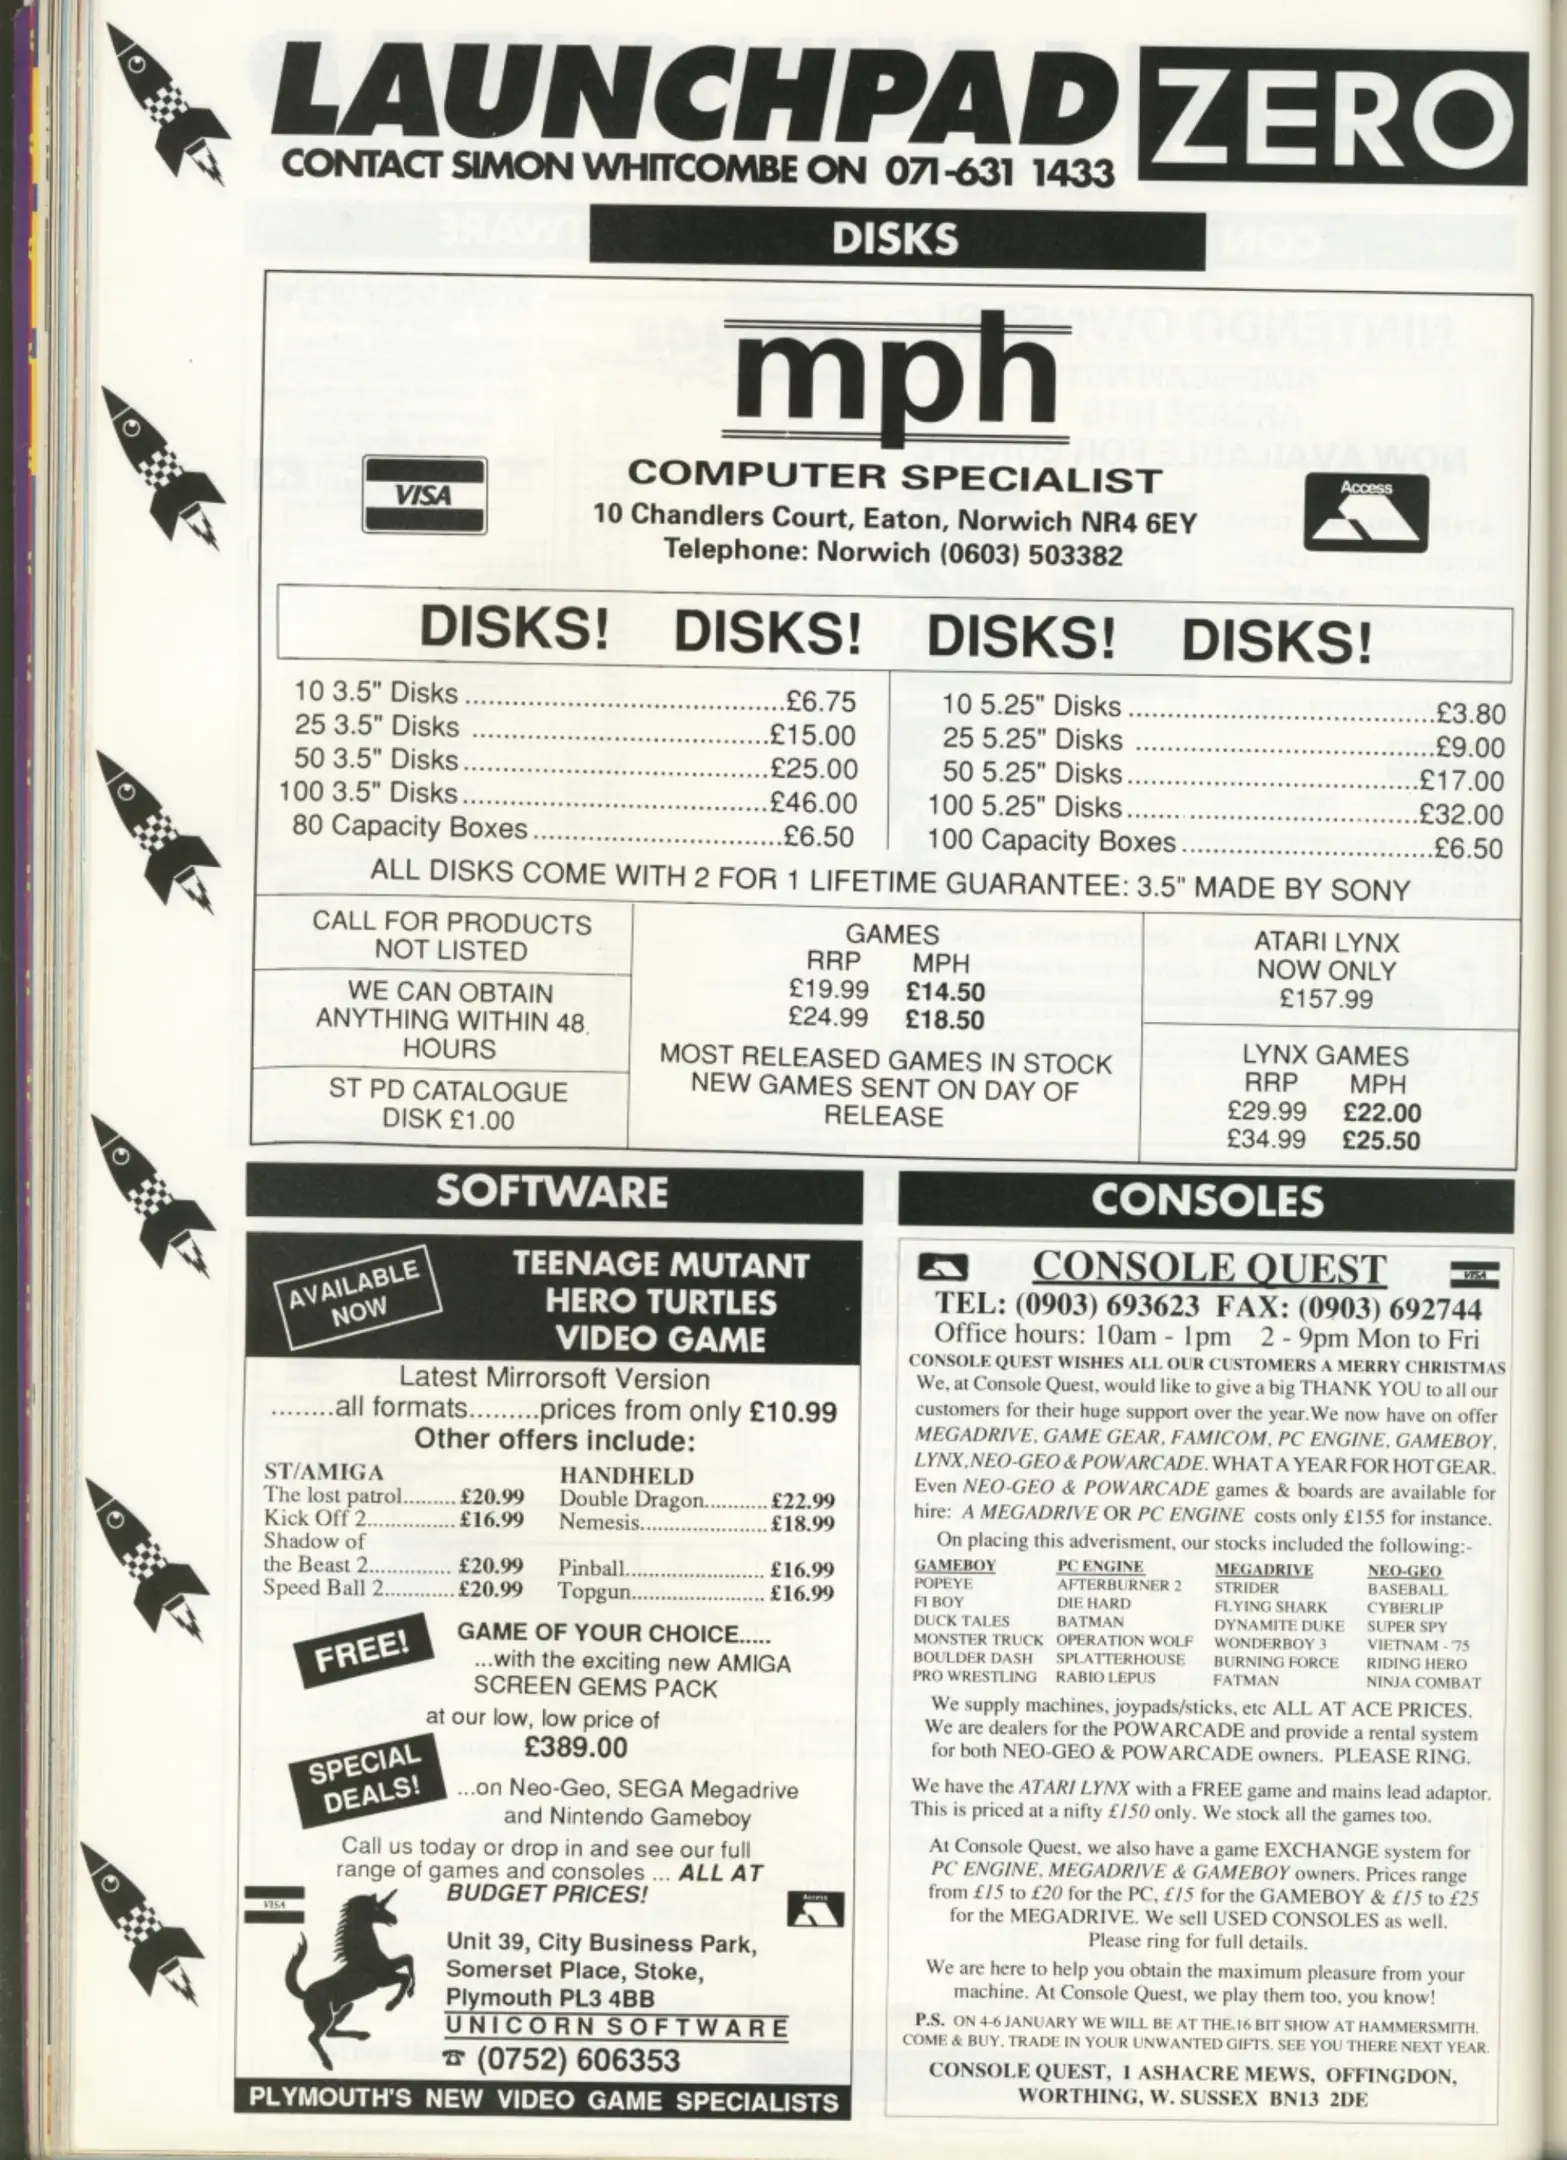 LAUNCHPAD ZERO
CONTACT SIMON WHITCOMBE ON 071-631 1433
DISKS
mph
COMPUTER SPECIALIST
VISA
Access
10 Chandlers Court, Eaton, Norwich NR4 6EY
Telephone: Norwich (0603) 503382
DISKS! DISKS! DISKS! DISKS!
10 3.5" Disks ........................................£6.75
25 3.5" Disks .....................................£15.00
50 3.5" Disks......................................£25.00
100 3.5" Disks......................................£46.00
80 Capacity Boxes...............................£6.50
10 5.25" Disks ......................................£3.80
25 5.25" Disks .....................................£9.00
50 5.25" Disks....................................£17.00
100 5.25" Disks....................................£32.00
100 Capacity Boxes...............................£6.50
ALL DISKS COME WITH 2 FOR 1 LIFETIME GUARANTEE: 3.5" MADE BY SONY
CALL FOR PRODUCTS
NOT LISTED
WE CAN OBTAIN
ANYTHING WITHIN 48
HOURS
ST PD CATALOGUE
DISK £1.00
GAMES
RRP MPH
£19.99 £14.50
£24.99 £18.50
MOST RELEASED GAMES IN STOCK
NEW GAMES SENT ON DAY OF
RELEASE
ATARI LYNX
NOW ONLY
£157.99
LYNX GAMES
RRP MPH
£29.99 £22.00
£34.99 £25.50
SOFTWARE
AVAILABLE
NOW
TEENAGE MUTANT
HERO TURTLES
VIDEO GAME
Latest Mirrorsoft Version
........all formats.........prices from only £10.99
Other offers include:
ST/AMIGA
The lost patrol......... £20.99
Kick Off 2............... £16.99
Shadow of
the Beast 2.............. £20.99
Speed Ball 2............ £20.99
HANDHELD
Double Dragon........... £22.99
Nemesis...................... £18.99
Pinball........................ £16.99
Topgun....................... £16.99
FREE!
GAME OF YOUR CHOICE.....
...with the exciting new AMIGA
SCREEN GEMS PACK
at our low, low price of
£389.00
SPECIAL
DEALS!
...on Neo-Geo, SEGA Megadrive
and Nintendo Gameboy
Call us today or drop in and see our full
range of games and consoles ... ALL AT
BUDGET PRICES!
VISA
Access
Unit 39, City Business Park,
Somerset Place, Stoke,
Plymouth PL3 4BB
UNICORN SOFTWARE
☎ (0752) 606353
PLYMOUTH'S NEW VIDEO GAME SPECIALISTS
CONSOLES
CONSOLE QUEST
VISA
TEL: (0903) 693623 FAX: (0903) 692744
Office hours: 10am - 1pm 2 - 9pm Mon to Fri
CONSOLE QUEST WISHES ALL OUR CUSTOMERS A MERRY CHRISTMAS
We, at Console Quest, would like to give a big THANK YOU to all our
customers for their huge support over the year.We now have on offer
MEGADRIVE, GAME GEAR, FAMICOM, PC ENGINE, GAMEBOY,
LYNX,NEO-GEO & POWARCADE. WHAT A YEAR FOR HOT GEAR.
Even NEO-GEO & POWARCADE games & boards are available for
hire: A MEGADRIVE OR PC ENGINE costs only £155 for instance.
On placing this adverisment, our stocks included the following:-
GAMEBOY
POPEYE
F1 BOY
DUCK TALES
MONSTER TRUCK
BOULDER DASH
PRO WRESTLING
PC ENGINE
AFTERBURNER 2
DIE HARD
BATMAN
OPERATION WOLF
SPLATTERHOUSE
RABIO LEPUS
MEGADRIVE
STRIDER
FLYING SHARK
DYNAMITE DUKE
WONDERBOY 3
BURNING FORCE
FATMAN
NEO-GEO
BASEBALL
CYBERLIP
SUPER SPY
VIETNAM - '75
RIDING HERO
NINJA COMBAT
We supply machines, joypads/sticks, etc ALL AT ACE PRICES.
We are dealers for the POWARCADE and provide a rental system
for both NEO-GEO & POWARCADE owners. PLEASE RING.
We have the ATARI LYNX with a FREE game and mains lead adaptor.
This is priced at a nifty £150 only. We stock all the games too.
At Console Quest, we also have a game EXCHANGE system for
PC ENGINE, MEGADRIVE & GAMEBOY owners. Prices range
from £15 to £20 for the PC, £15 for the GAMEBOY & £15 to £25
for the MEGADRIVE. We sell USED CONSOLES as well.
Please ring for full details.
We are here to help you obtain the maximum pleasure from your
machine. At Console Quest, we play them too, you know!
P.S. ON 4-6 JANUARY WE WILL BE AT THE 16 BIT SHOW AT HAMMERSMITH.
COME & BUY, TRADE IN YOUR UNWANTED GIFTS. SEE YOU THERE NEXT YEAR.
CONSOLE QUEST, 1 ASHACRE MEWS, OFFINGDON,
WORTHING, W. SUSSEX BN13 2DE